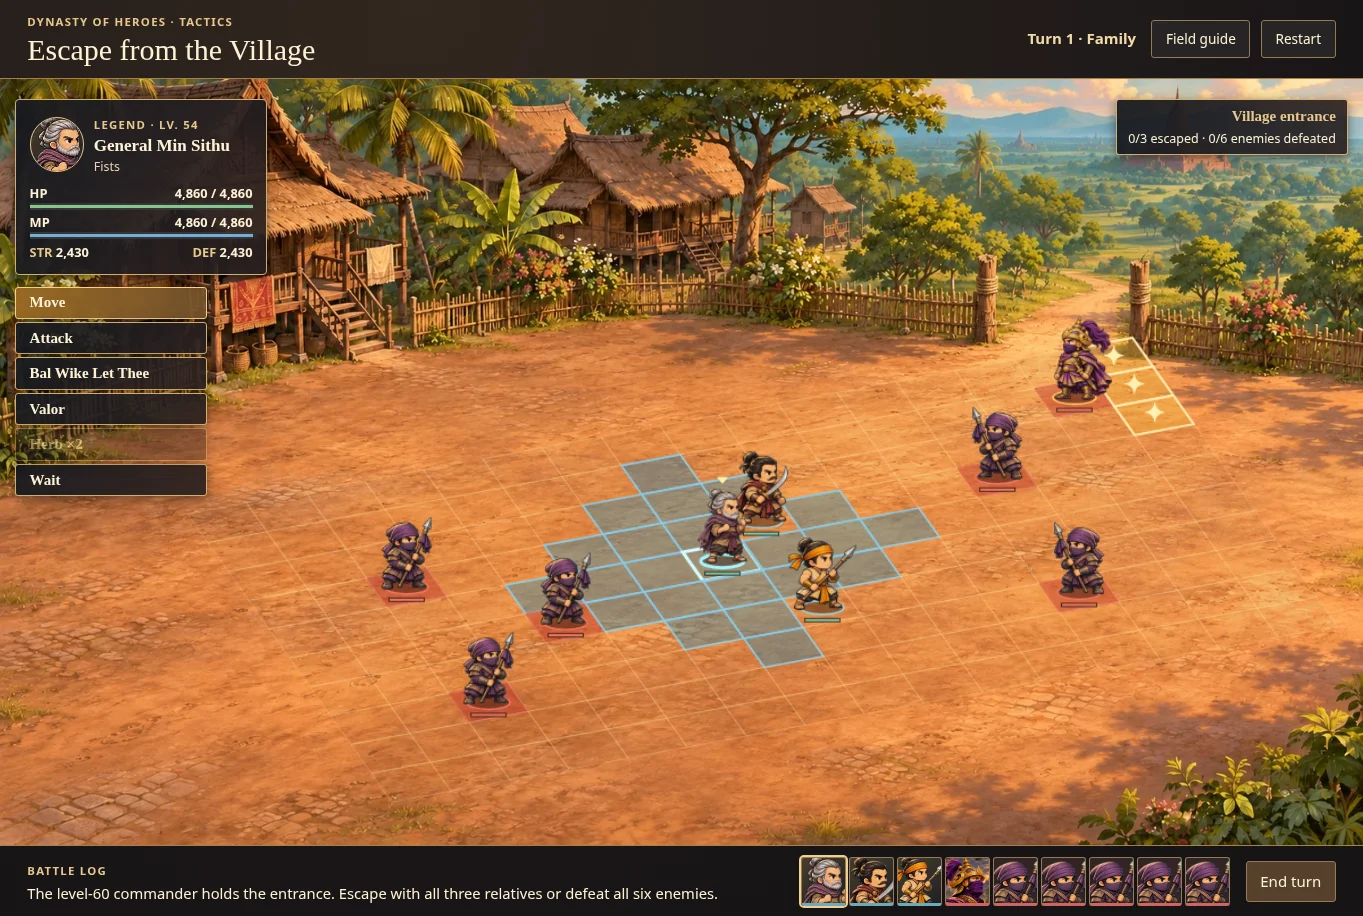 DYNASTY OF HEROES · TACTICS
Escape from the Village
Turn 1 · Family
Field guide
Restart
LEGEND · LV. 54
General Min Sithu
Fists
HP 4,860 / 4,860
MP 4,860 / 4,860
STR 2,430 DEF 2,430
Village entrance
0/3 escaped · 0/6 enemies defeated
Move
Attack
Bal Wike Let Thee
Valor
Herb ×2
Wait
BATTLE LOG
The level-60 commander holds the entrance. Escape with all three relatives or defeat all six enemies.
End turn